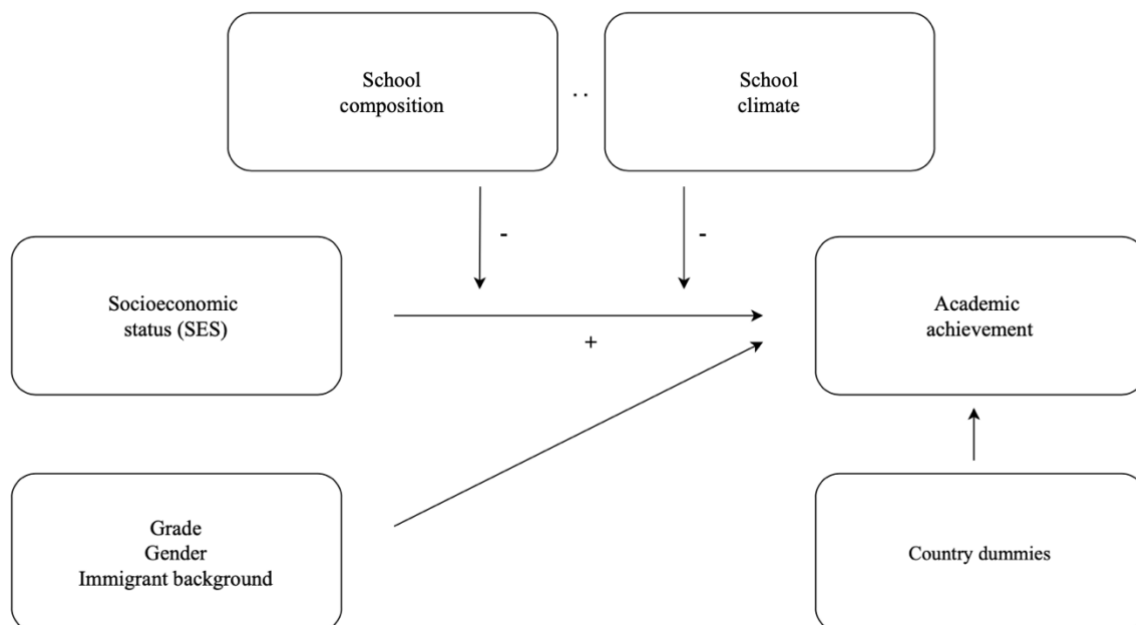 School
composition
..
School
climate
-
-
Socioeconomic
status (SES)
+
Academic
achievement
Grade
Gender
Immigrant background
Country dummies